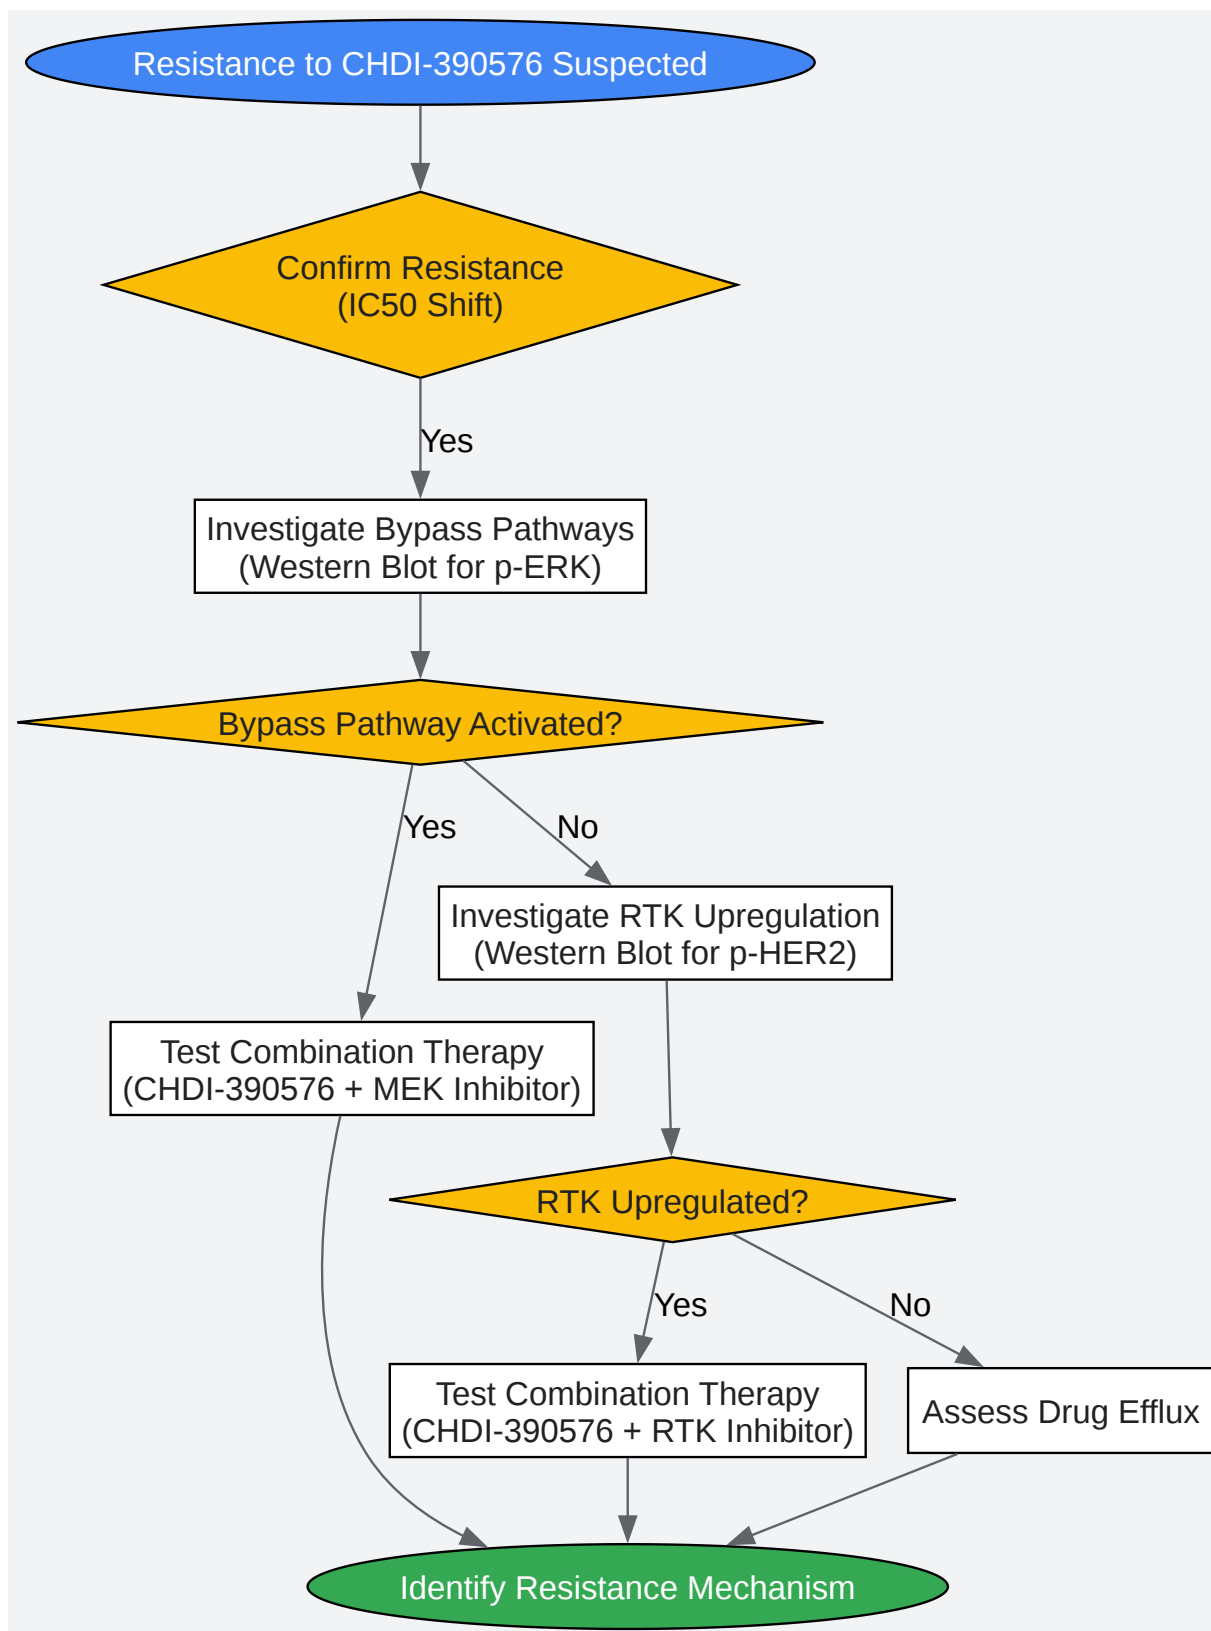 Resistance to CHDI-390576 Suspected
Confirm Resistance
(IC50 Shift)
Yes
Investigate Bypass Pathways
(Western Blot for p-ERK)
Bypass Pathway Activated?
Yes
No
Investigate RTK Upregulation
(Western Blot for p-HER2)
Test Combination Therapy
(CHDI-390576 + MEK Inhibitor)
RTK Upregulated?
Yes
No
Test Combination Therapy
(CHDI-390576 + RTK Inhibitor)
Assess Drug Efflux
Identify Resistance Mechanism